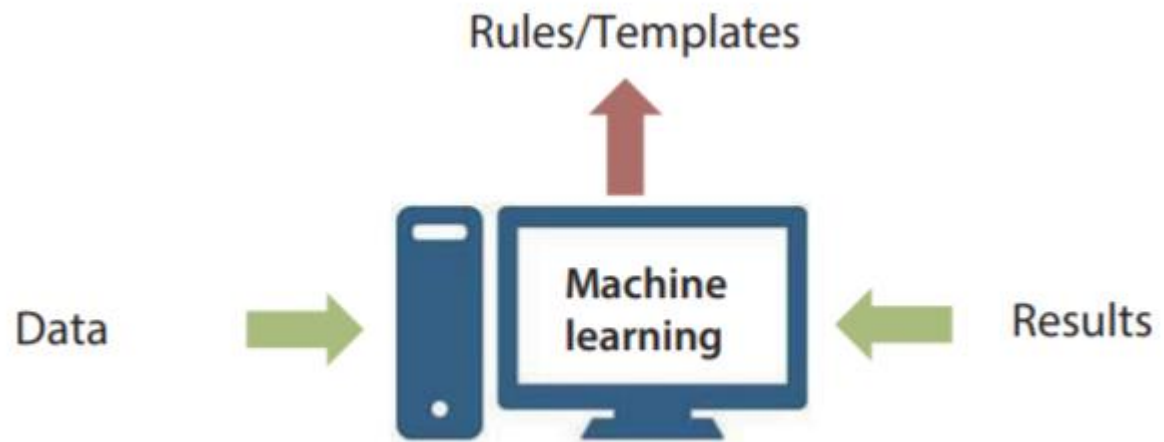 Rules/Templates
Machine
learning
Data
Results